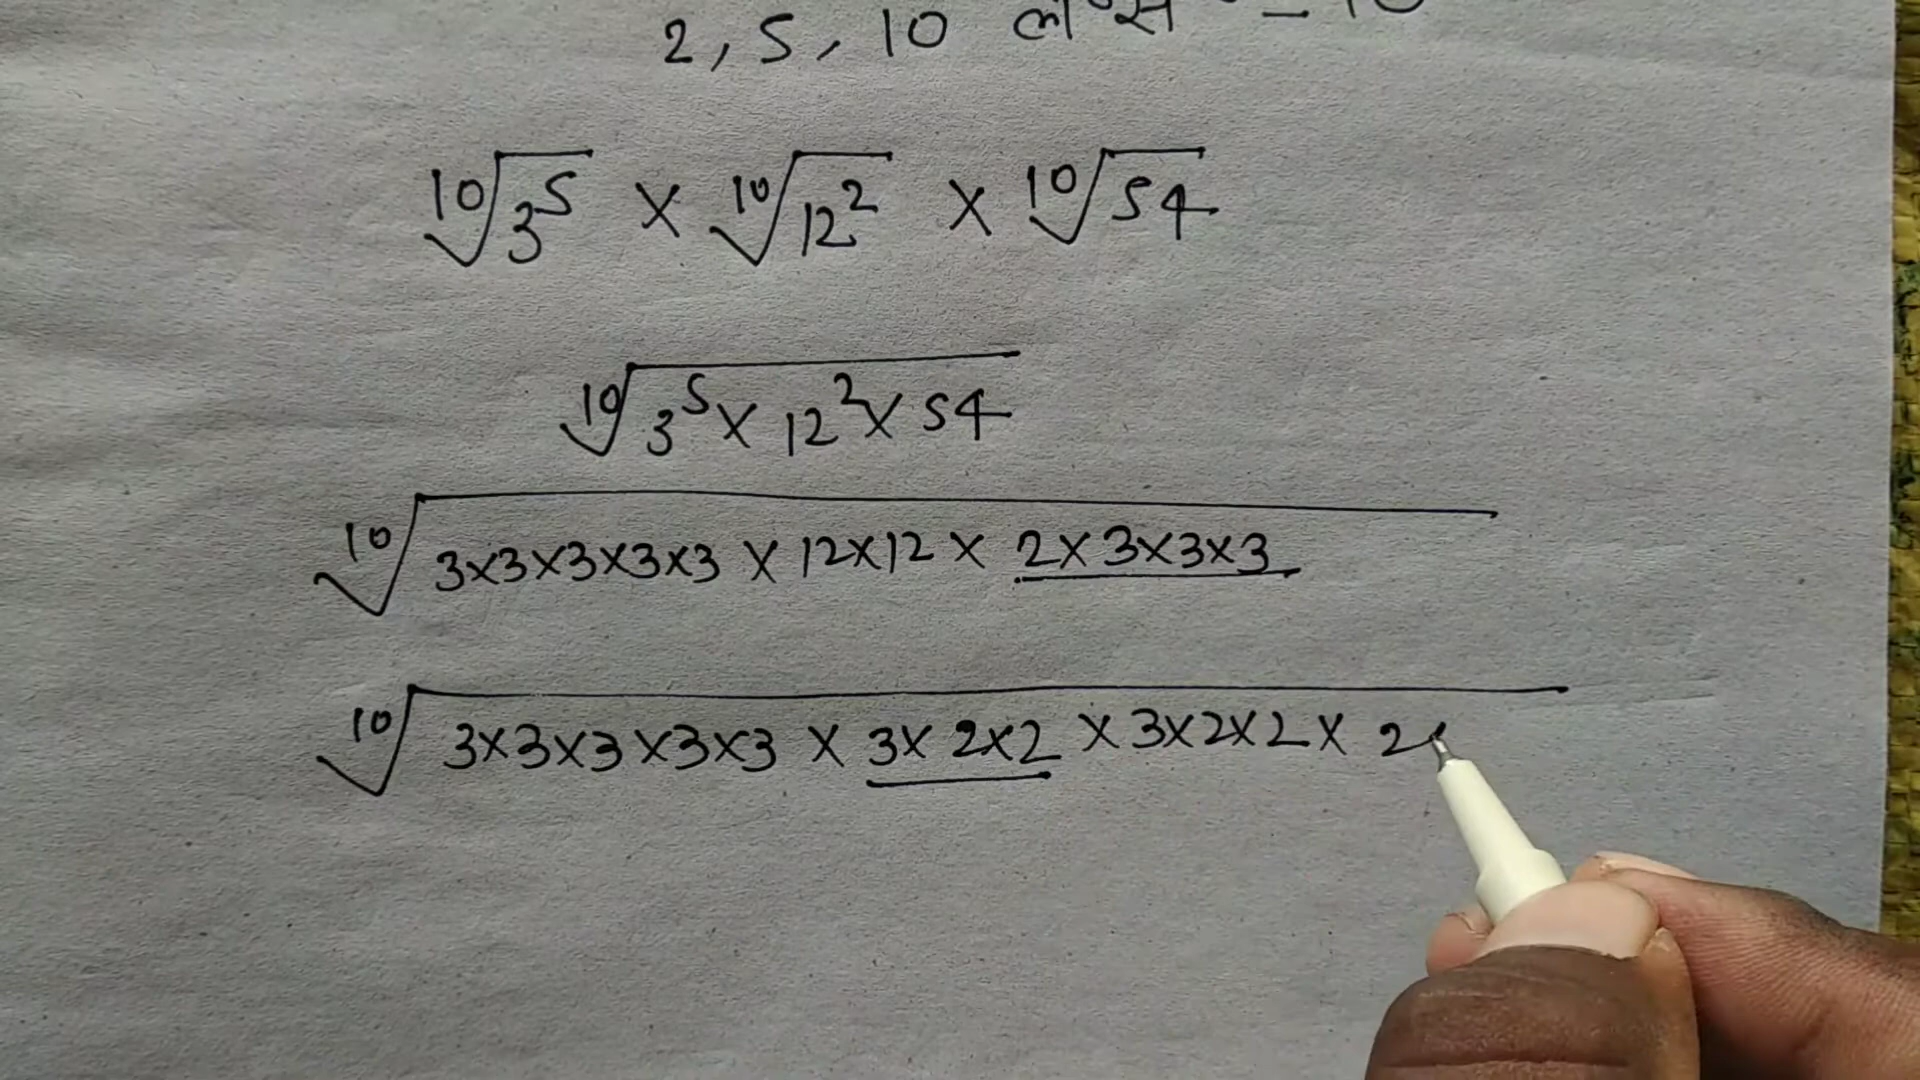 2, 5, 10
¹⁰√3⁵ × ¹⁰√12² × ¹⁰√54
¹⁰√3⁵ × 12² × 54
¹⁰√3×3×3×3×3 × 12×12 × 2×3×3×3
¹⁰√3×3×3×3×3 × 3×2×2 × 3×2×2× 2